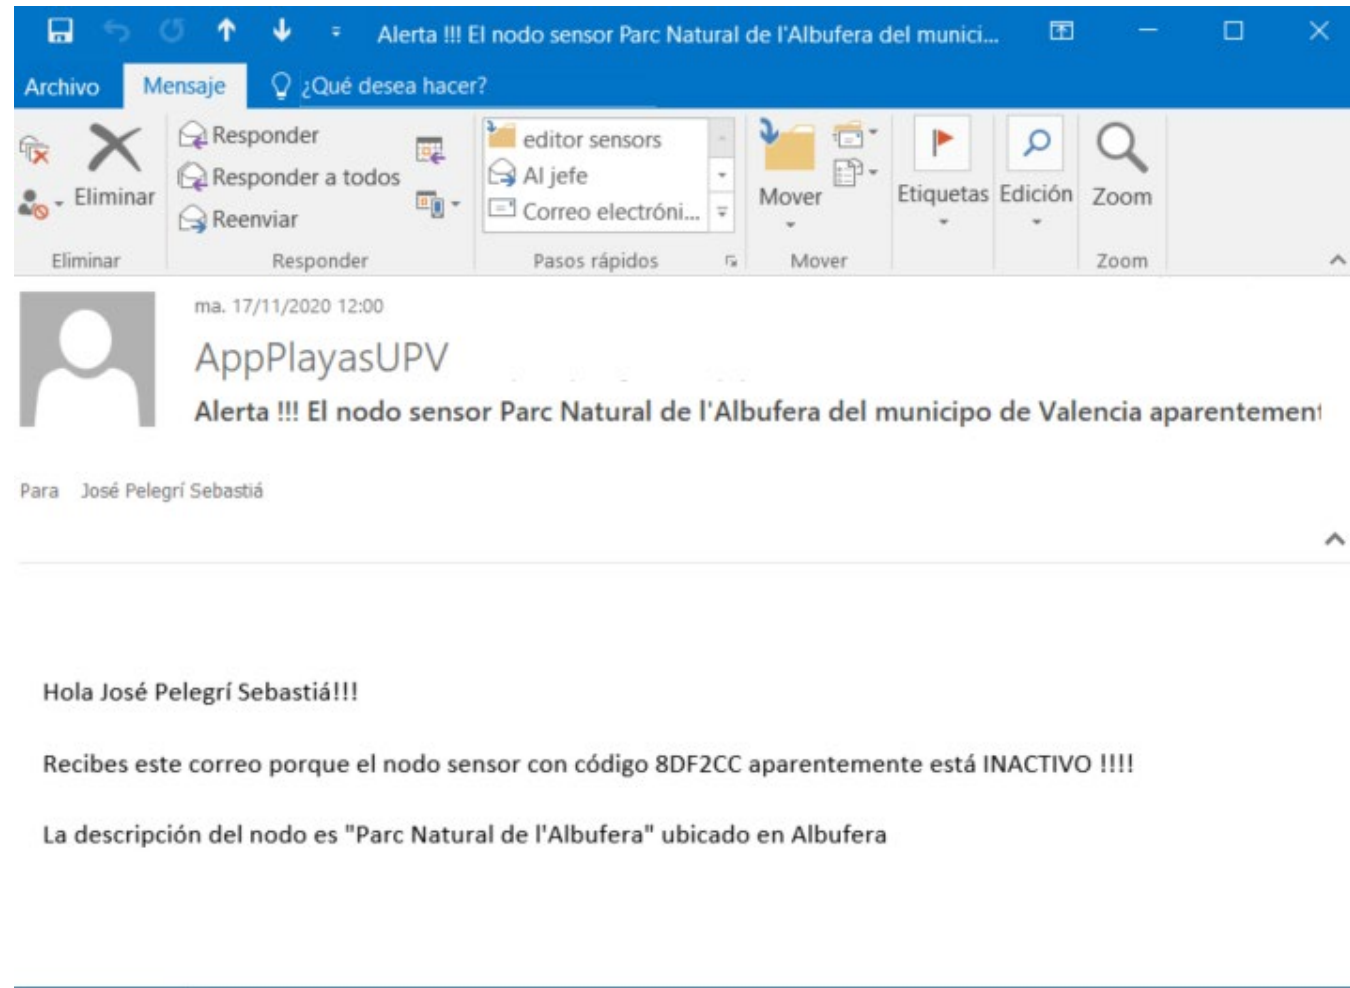 Alerta !!! El nodo sensor Parc Natural de l'Albufera del munici...
Archivo Mensaje ¿Qué desea hacer?
Responder
Responder a todos
Reenviar
Eliminar
editor sensors
Al jefe
Correo electróni...
Mover
Etiquetas
Edición
Zoom
Eliminar Responder Pasos rápidos Mover Zoom
ma. 17/11/2020 12:00
AppPlayasUPV
Alerta !!! El nodo sensor Parc Natural de l'Albufera del municipo de Valencia aparentement
Para José Pelegrí Sebastiá
Hola José Pelegrí Sebastiá!!!
Recibes este correo porque el nodo sensor con código 8DF2CC aparentemente está INACTIVO !!!!
La descripción del nodo es "Parc Natural de l'Albufera" ubicado en Albufera